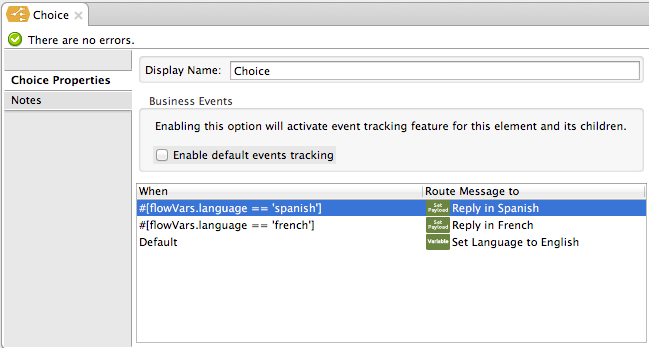 Choice
There are no errors.
Choice Properties
Notes
Display Name: Choice
Business Events
Enabling this option will activate event tracking feature for this element and its children.
Enable default events tracking
When Route Message to
#[flowVars.language == 'spanish'] Set Payload Reply in Spanish
#[flowVars.language == 'french'] Set Payload Reply in French
Default Variable Set Language to English